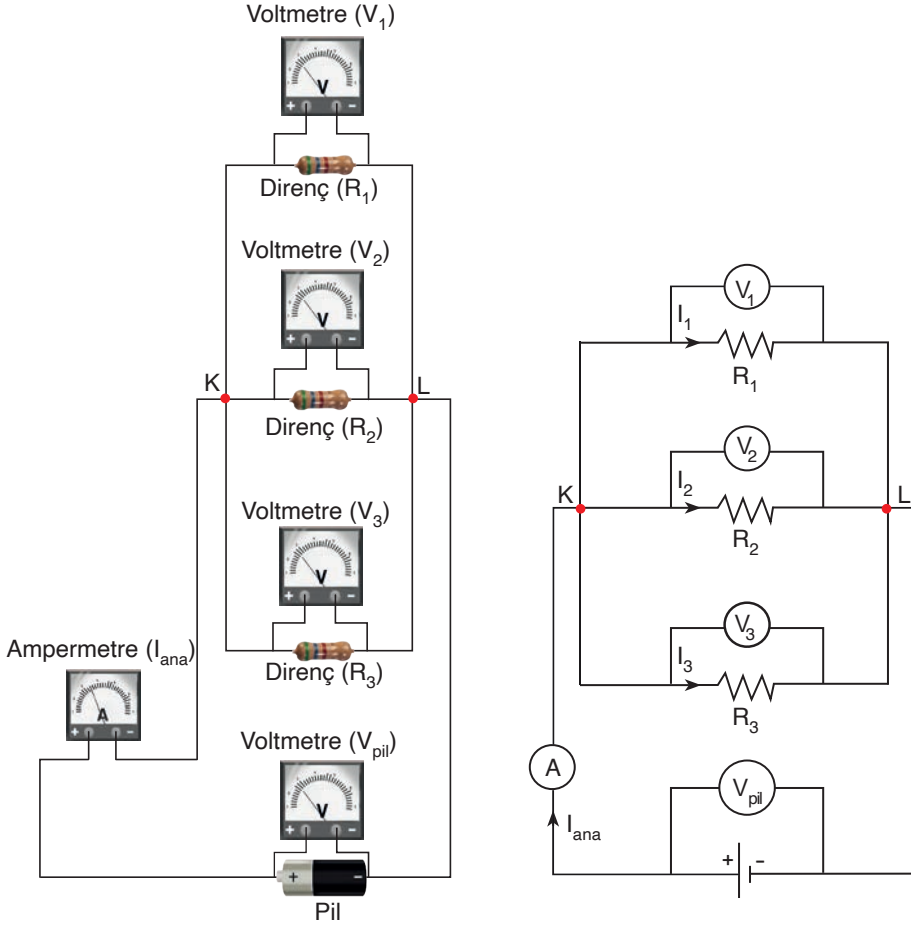 Voltmetre (V1)
V
+ -
Direnç (R1)
Voltmetre (V2)
V
+ -
K
L
Direnç (R2)
Voltmetre (V3)
V
+ -
Direnç (R3)
Ampermetre (Iana)
A
+ -
Voltmetre (Vpil)
V
+ -
+ -
Pil
V1
I1
R1
V2
K
I2
L
R2
V3
I3
R3
A
Vpil
Iana
+ -